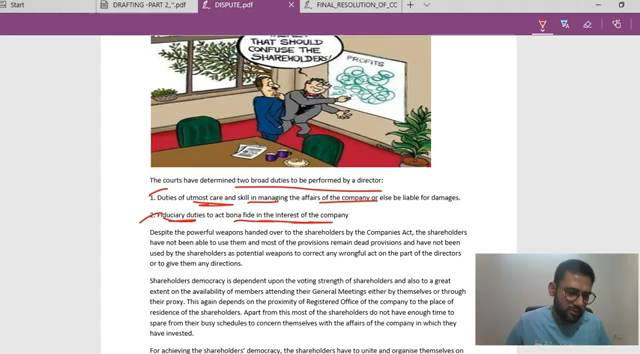 Start
DRAFTING -PART 2_".pdf
DISPUTE.pdf
FINAL_RESOLUTION_OF_CC
THAT SHOULD
CONFUSE THE
SHAREHOLDERS!
PROFITS
The courts have determined two broad duties to be performed by a director:
1. Duties of utmost care and skill in managing the affairs of the company or else be liable for damages.
2. Fiduciary duties to act bona fide in the interest of the company
Despite the powerful weapons handed over to the shareholders by the Companies Act, the shareholders
have not been able to use them and most of the provisions remain dead provisions and have not been
used by the shareholders as potential weapons to correct any wrongful act on the part of the directors
or to give them any directions.
Shareholders democracy is dependent upon the voting strength of shareholders and also to a great
extent on the availability of members attending their General Meetings either by themselves or through
their proxy. This again depends on the proximity of Registered Office of the company to the place of
residence of the shareholders. Apart from this most of the shareholders do not have enough time to
spare from their busy schedules to concern themselves with the affairs of the company in which they
have invested.
For achieving the shareholders' democracy, the shareholders have to unite and organise themselves on